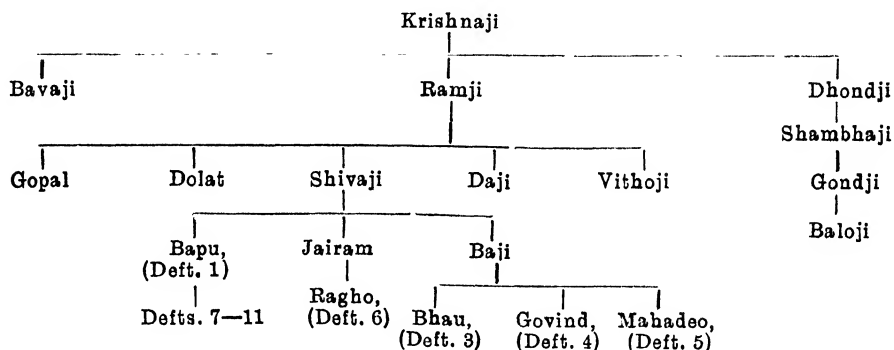 Krishnaji
Bavaji Ramji Dhondji
Shambhaji
Gopal Dolat Shivaji Daji Vithoji Gondji
Baloji
Bapu, Jairam Baji
(Deft. 1)
Defts. 7—11 Ragho, Bhau, Govind, Mahadeo,
(Deft. 6) (Deft. 3) (Deft. 4) (Deft. 5)